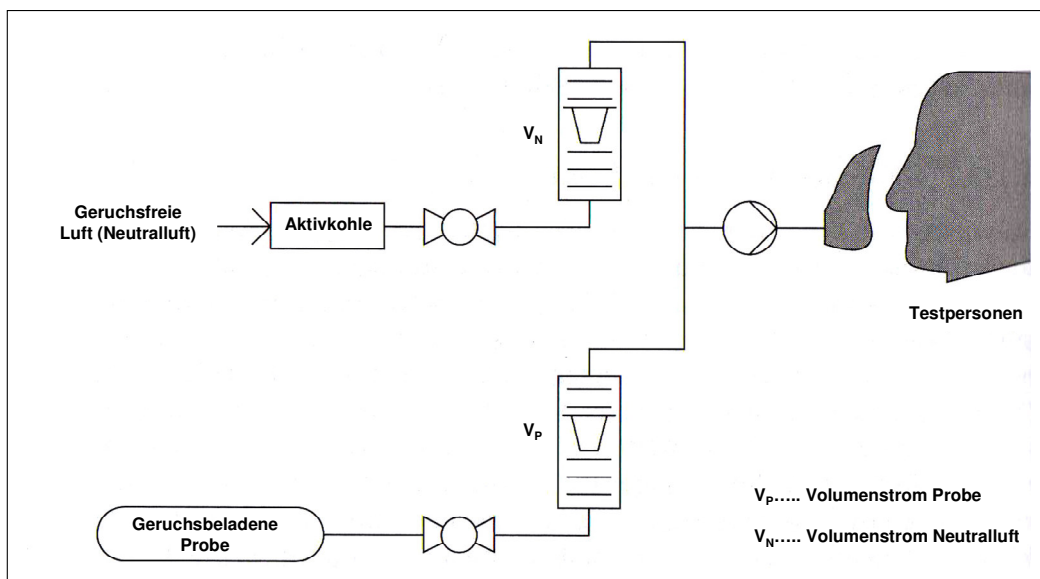 V_N
Geruchsfreie
Luft (Neutralluft)
Aktivkohle
Testpersonen
V_P
Geruchsbeladene
Probe
V_P….. Volumenstrom Probe
V_N….. Volumenstrom Neutralluft